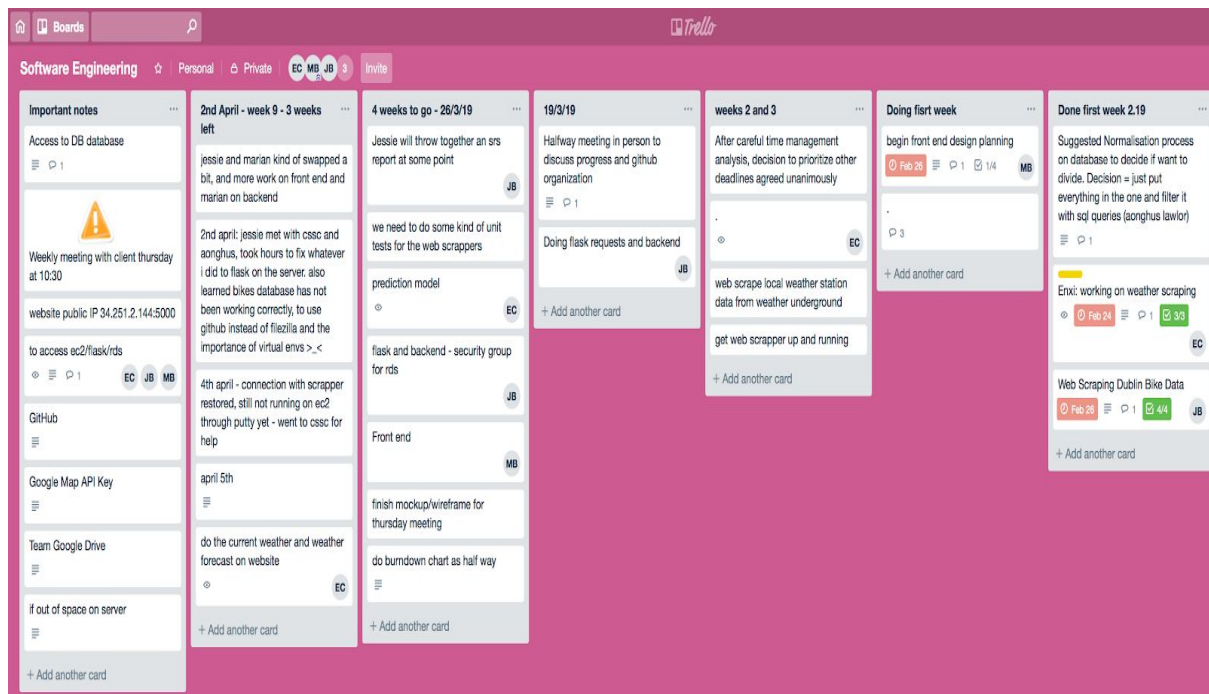 Boards
Trello
Software Engineering
Personal
Private
EC MB JB 3
Invite
Important notes
Access to DB database
1
Weekly meeting with client thursday
at 10:30
website public IP 34.251.2.144:5000
to access ec2/flask/rds
1
EC JB MB
GitHub
Google Map API Key
Team Google Drive
if out of space on server
+ Add another card
2nd April - week 9 - 3 weeks
left
jessie and marian kind of swapped a
bit, and more work on front end and
marian on backend
2nd april: jessie met with cssc and
aonghus, took hours to fix whatever
i did to flask on the server. also
learned bikes database has not
been working correctly, to use
github instead of filezilla and the
importance of virtual envs >_<
4th april - connection with scrapper
restored, still not running on ec2
through putty yet - went to cssc for
help
april 5th
do the current weather and weather
forecast on website
EC
+ Add another card
4 weeks to go - 26/3/19
Jessie will throw together an srs
report at some point
JB
we need to do some kind of unit
tests for the web scrappers
prediction model
EC
flask and backend - security group
for rds
JB
Front end
MB
finish mockup/wireframe for
thursday meeting
do burndown chart as half way
+ Add another card
19/3/19
Halfway meeting in person to
discuss progress and github
organization
1
Doing flask requests and backend
JB
+ Add another card
weeks 2 and 3
After careful time management
analysis, decision to prioritize other
deadlines agreed unanimously
.
EC
web scrape local weather station
data from weather underground
get web scrapper up and running
+ Add another card
Doing fisrt week
begin front end design planning
Feb 26 1 1/4
MB
.
3
+ Add another card
Done first week 2.19
Suggested Normalisation process
on database to decide if want to
divide. Decision = just put
everything in the one and filter it
with sql queries (aonghus lawlor)
1
Enxi: working on weather scraping
Feb 24 1 3/3
EC
Web Scraping Dublin Bike Data
Feb 26 1 4/4
JB
+ Add another card